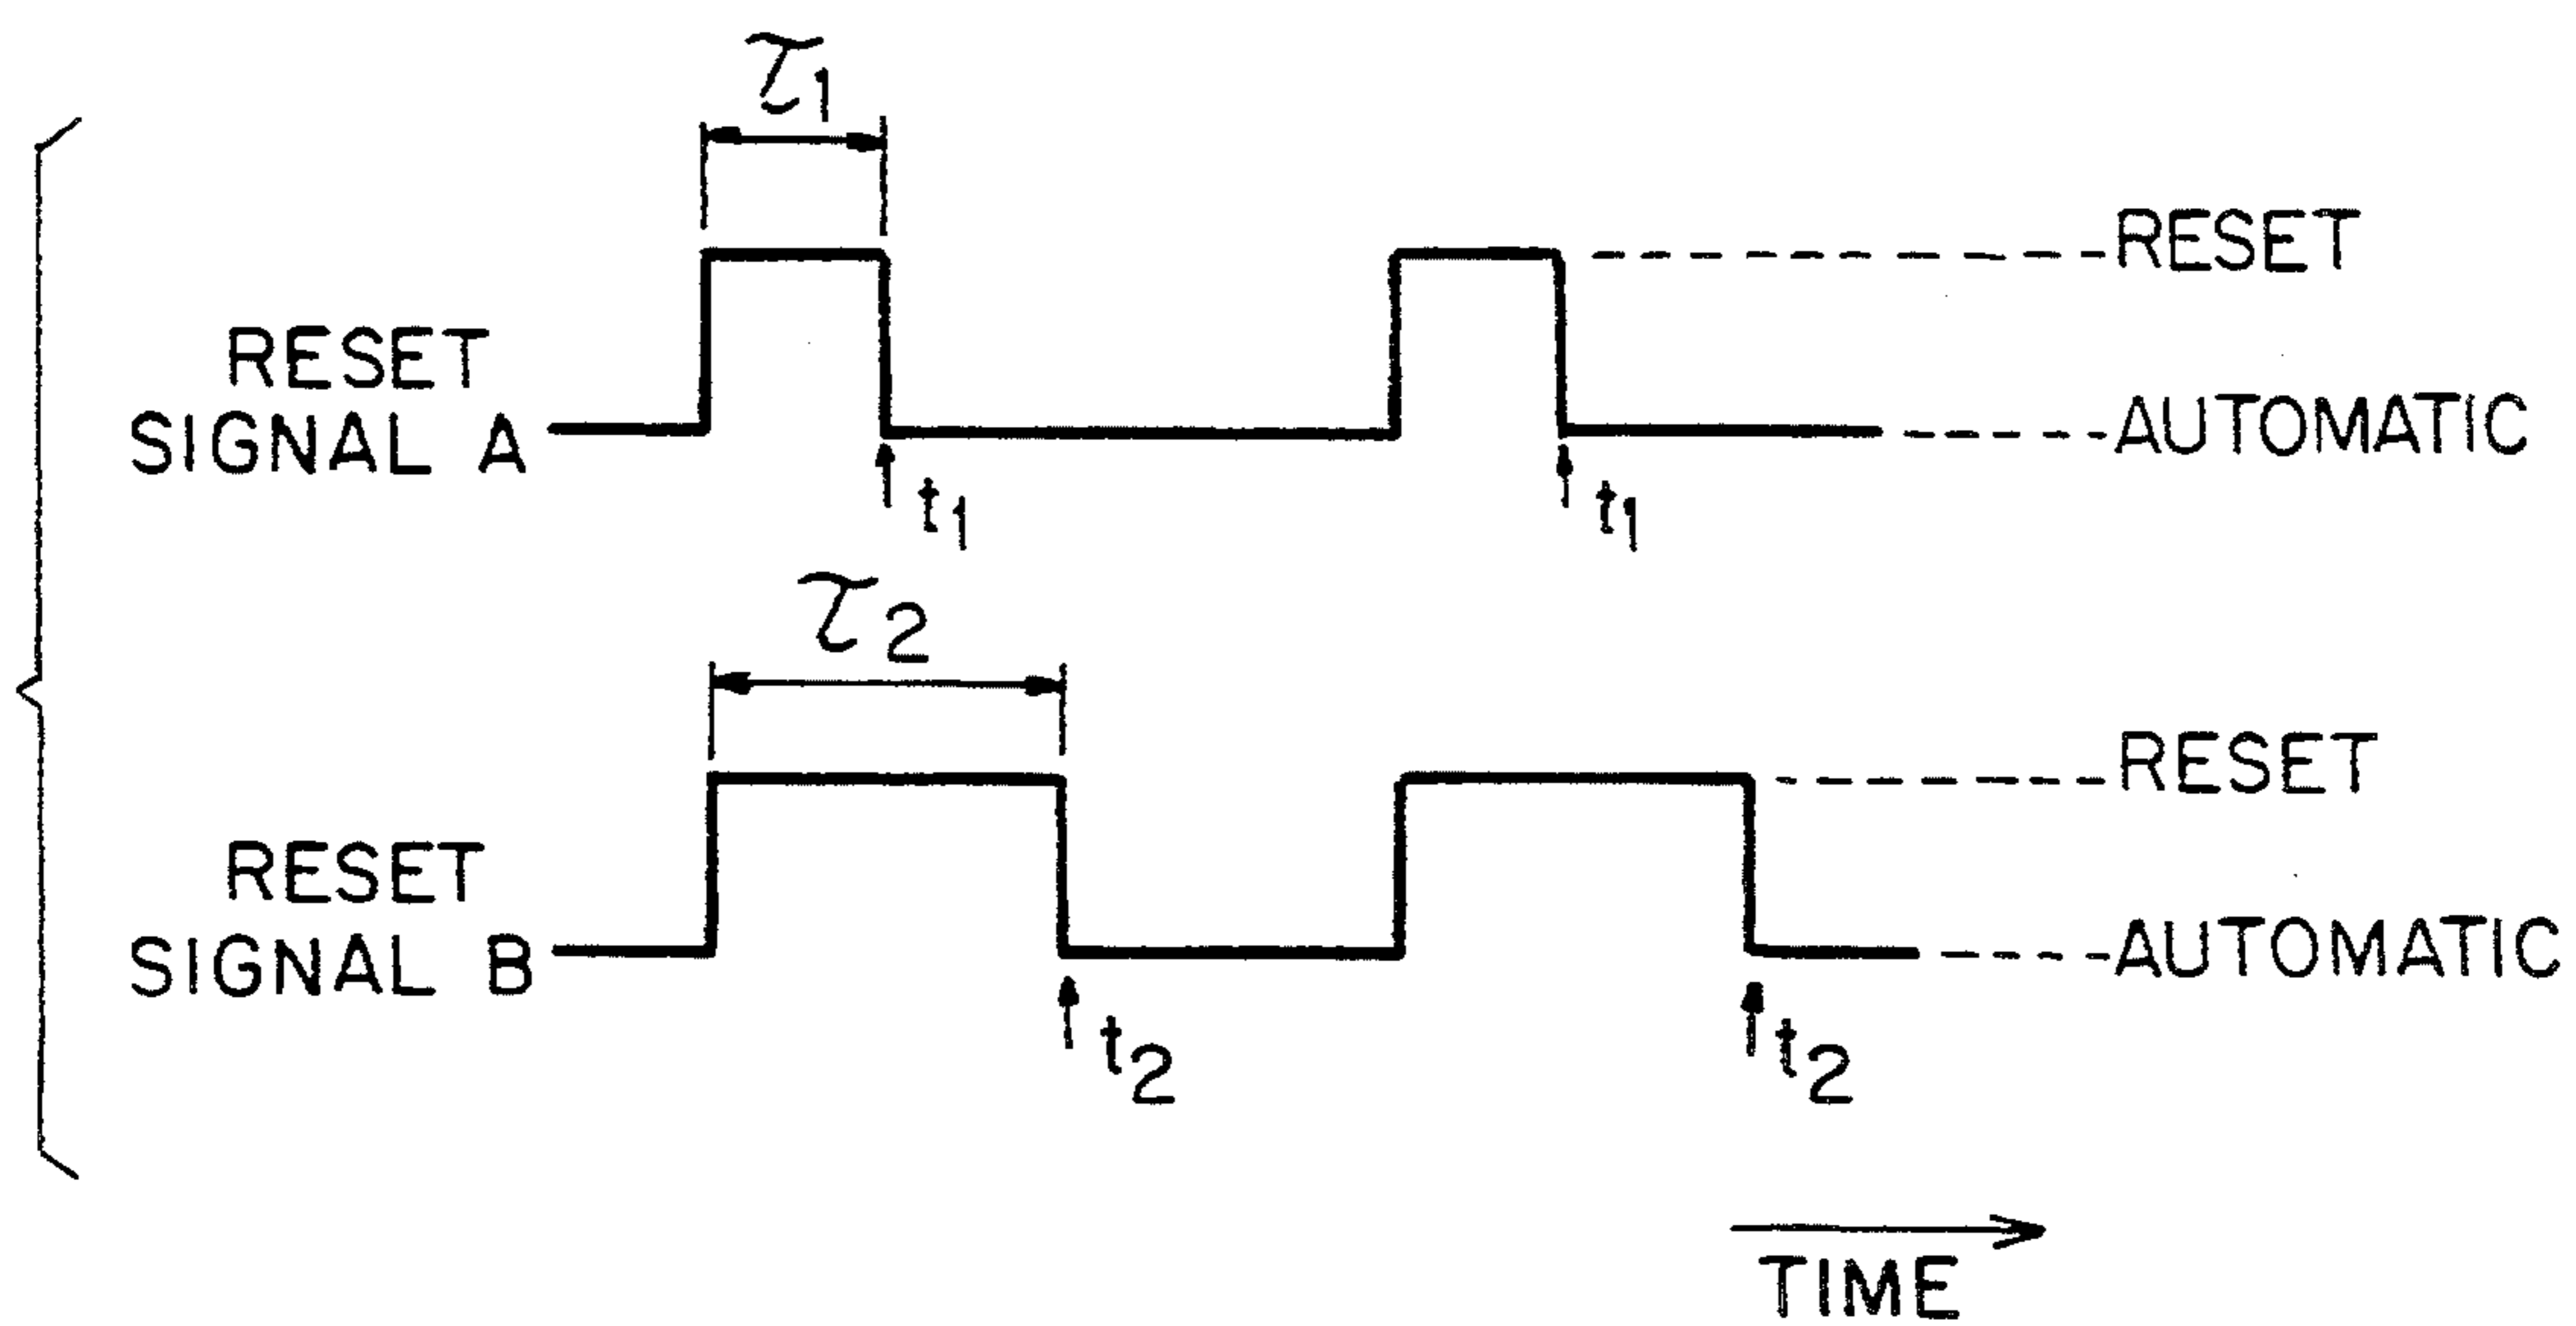 τ1
RESET
RESET
SIGNAL A
AUTOMATIC
t1
t1
τ2
RESET
RESET
SIGNAL B
AUTOMATIC
t2
t2
TIME